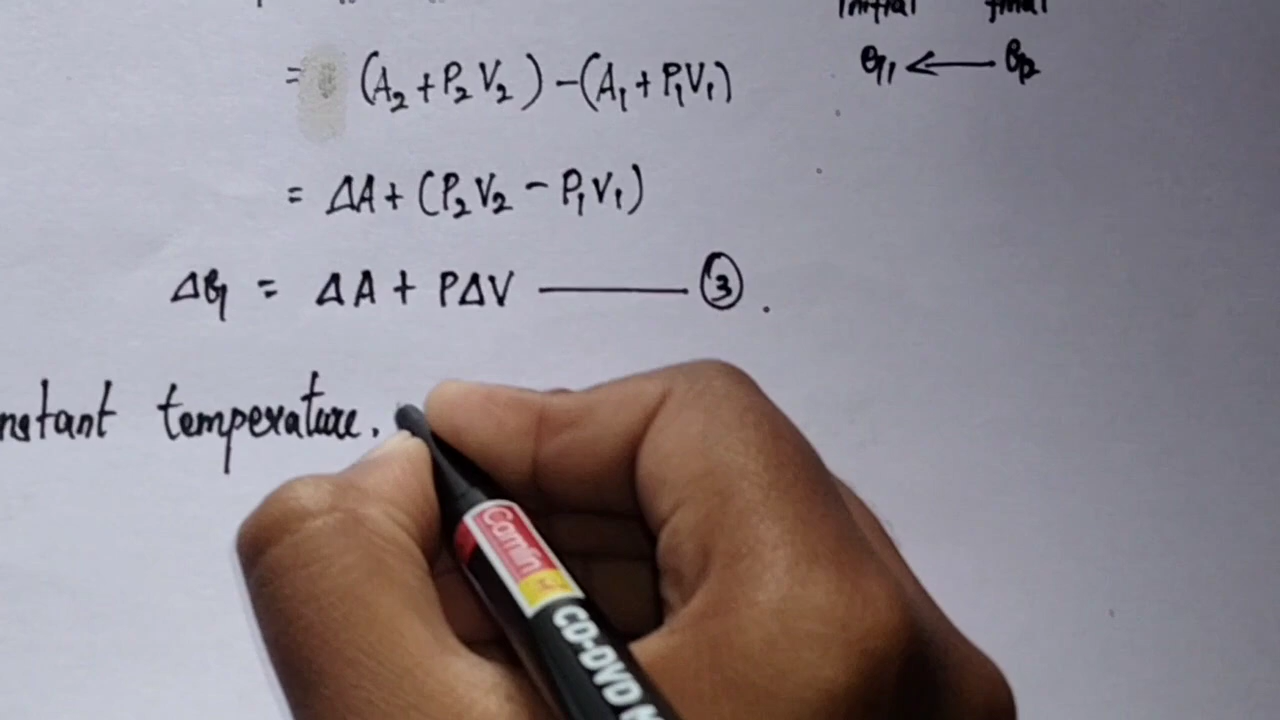 initial final
= (A₂ + P₂V₂) - (A₁ + P₁V₁)
G₁ ← G₂
= ΔA + (P₂V₂ - P₁V₁)
ΔG = ΔA + PΔV ——— ③.
nstant temperature.
Camlin
CD-DVD